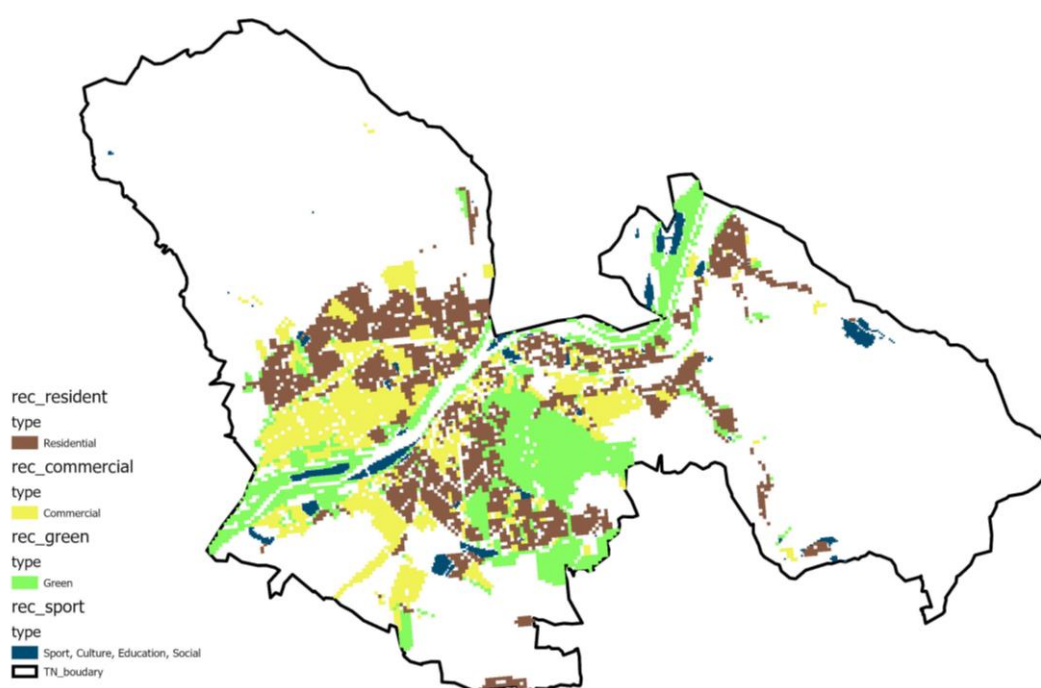 rec_resident
type
Residential
rec_commercial
type
Commercial
rec_green
type
Green
rec_sport
type
Sport, Culture, Education, Social
TN_boudary